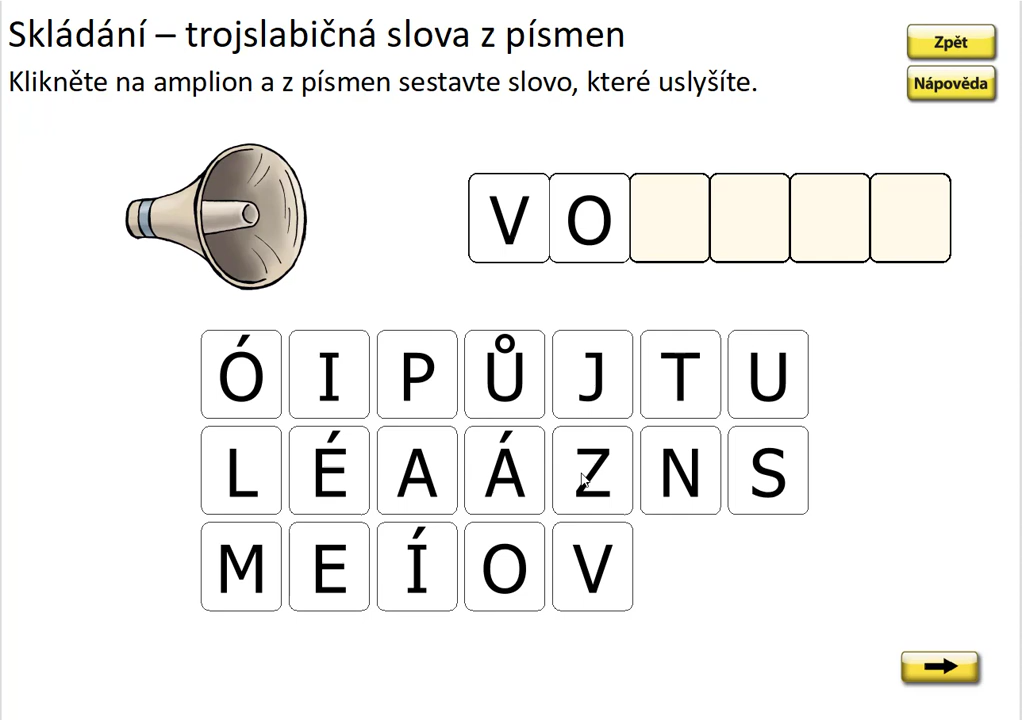 Skládání – trojslabičná slova z písmen
Zpět
Klikněte na amplion a z písmen sestavte slovo, které uslyšíte.
Nápověda
V O
Ó I P Ů J T U
L É A Á Z N S
M E Í O V